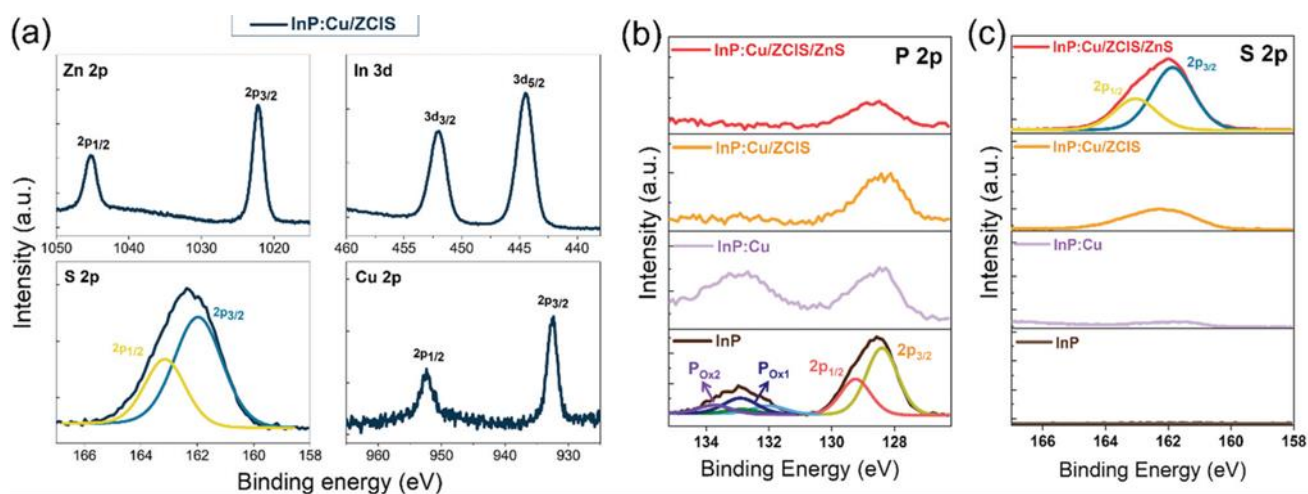 (a)
InP:Cu/ZCIS
Zn 2p
2p1/2
2p3/2
1050 1040 1030 1020
In 3d
3d3/2
3d5/2
460 455 450 445 440
S 2p
2p1/2
2p3/2
166 164 162 160 158
Cu 2p
2p1/2
2p3/2
960 950 940 930
Intensity (a.u.)
Binding energy (eV)
(b)
P 2p
InP:Cu/ZCIS/ZnS
InP:Cu/ZCIS
InP:Cu
InP
POx2
POx1
2p1/2
2p3/2
134 132 130 128
Intensity (a.u.)
Binding Energy (eV)
(c)
S 2p
InP:Cu/ZCIS/ZnS
2p1/2
2p3/2
InP:Cu/ZCIS
InP:Cu
InP
166 164 162 160 158
Intensity (a.u.)
Binding Energy (eV)